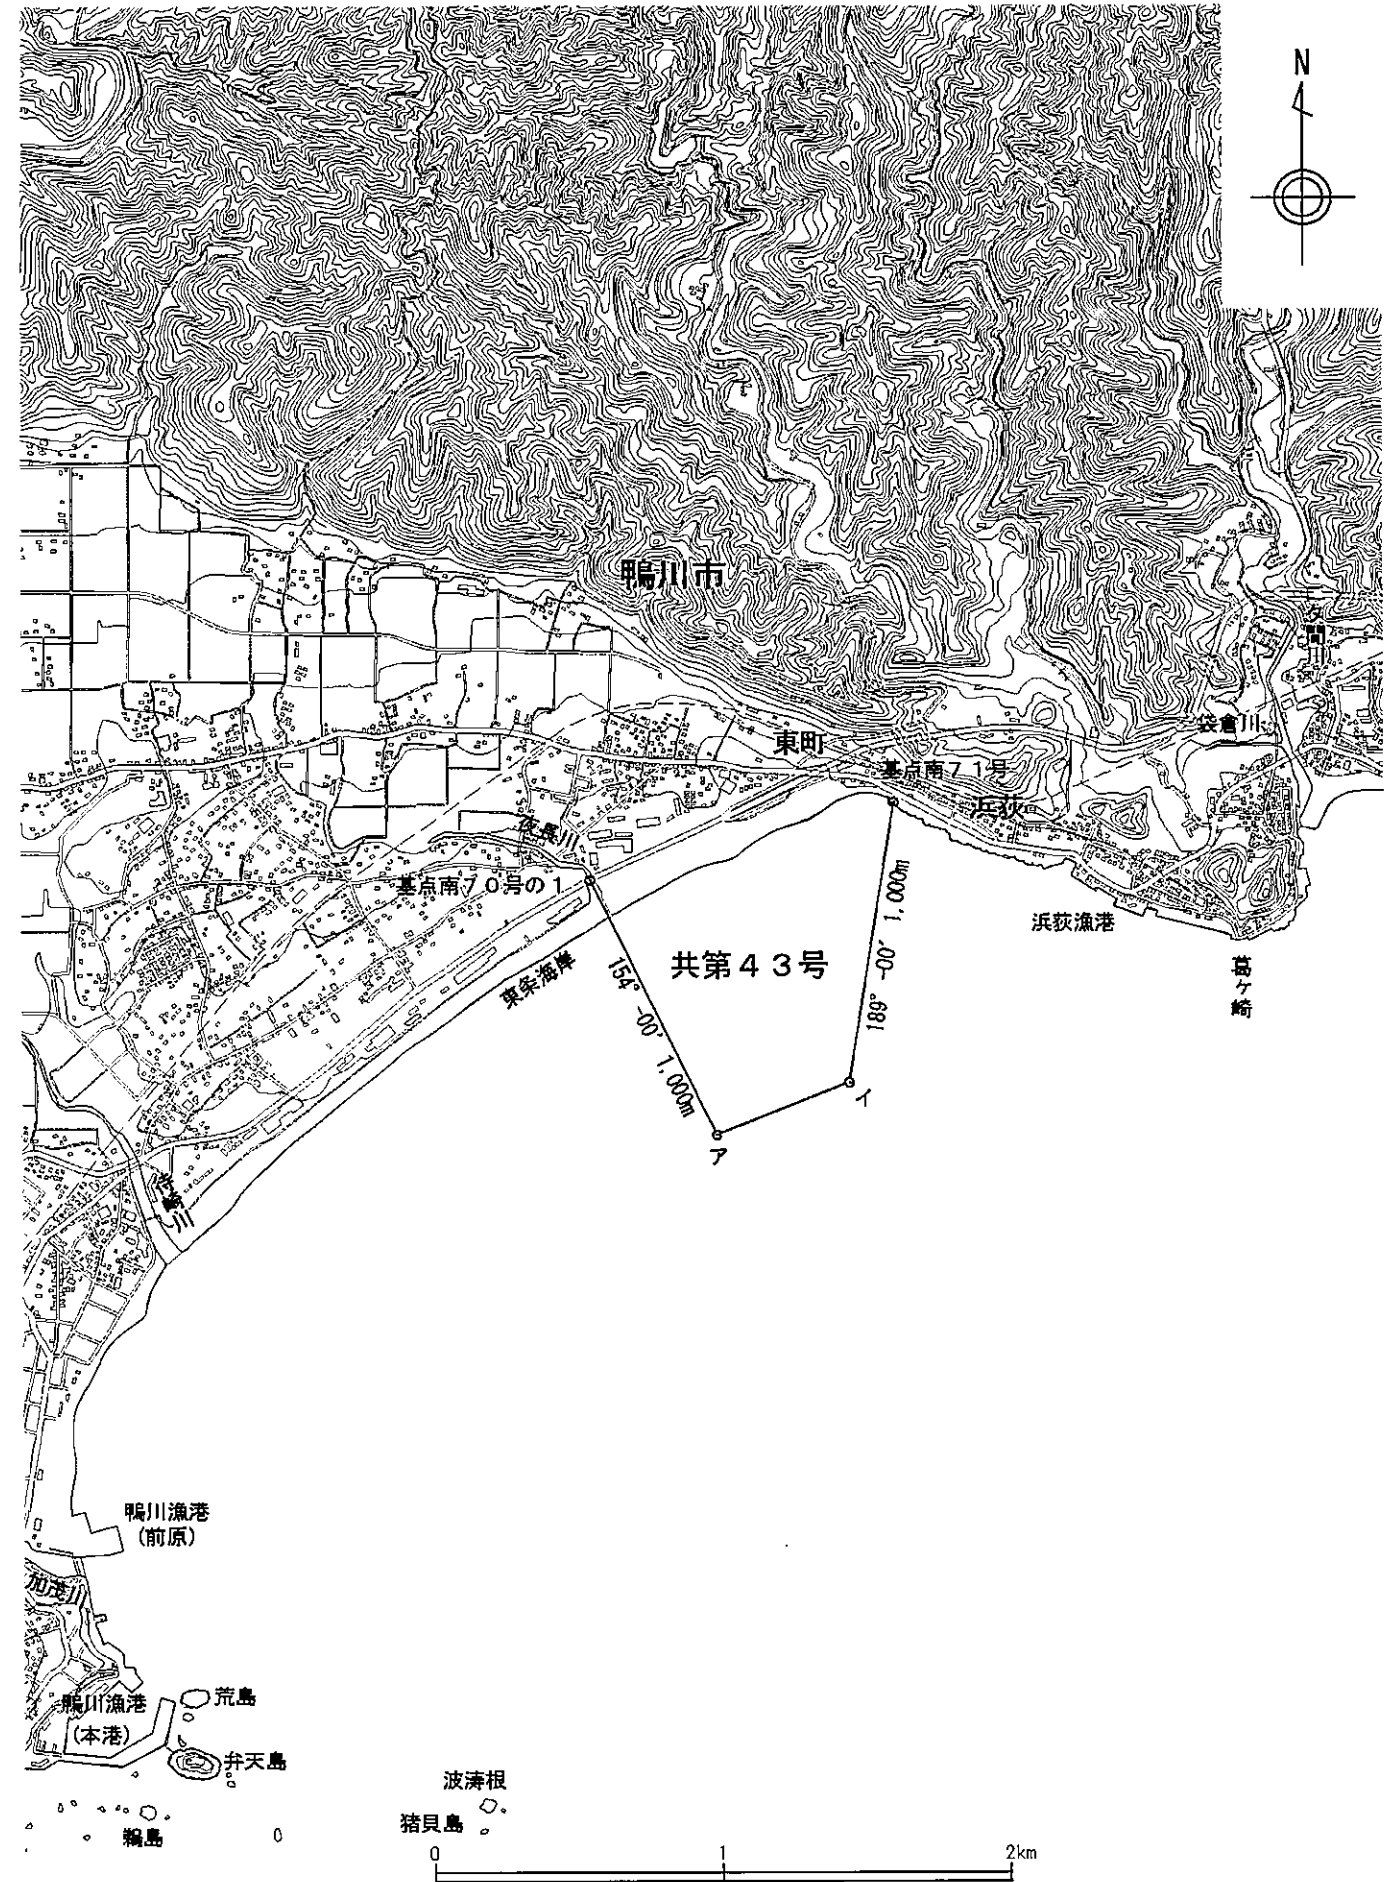 N
鴨川市
袋倉川
東町
基点南71号
浜荻
待崎川
夜長川
基点南70号の1
浜荻漁港
共第43号
葛ヶ崎
東条海岸
154°-00′ 1,000m
189°-00′ 1,000m
イ
ア
鴨川漁港
(前原)
加茂川
荒島
鴨川漁港
(本港)
弁天島
波涛根
猪貝島
鵜島
0 1 2km